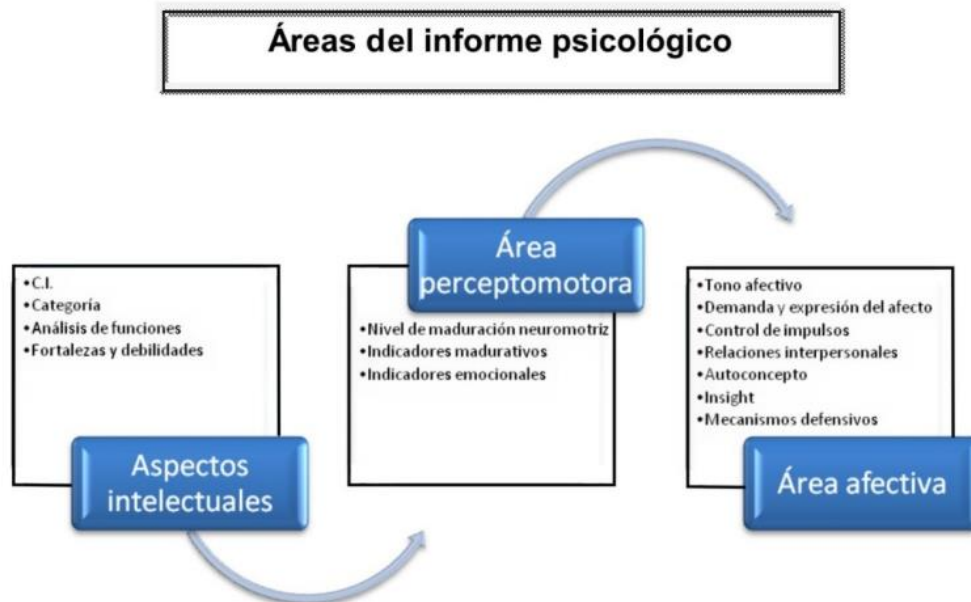 Áreas del informe psicológico
•C.I.
•Categoría
•Análisis de funciones
•Fortalezas y debilidades
Aspectos
intelectuales
Área
perceptomotora
•Nivel de maduración neuromotriz
•Indicadores madurativos
•Indicadores emocionales
•Tono afectivo
•Demanda y expresión del afecto
•Control de impulsos
•Relaciones interpersonales
•Autoconcepto
•Insight
•Mecanismos defensivos
Área afectiva